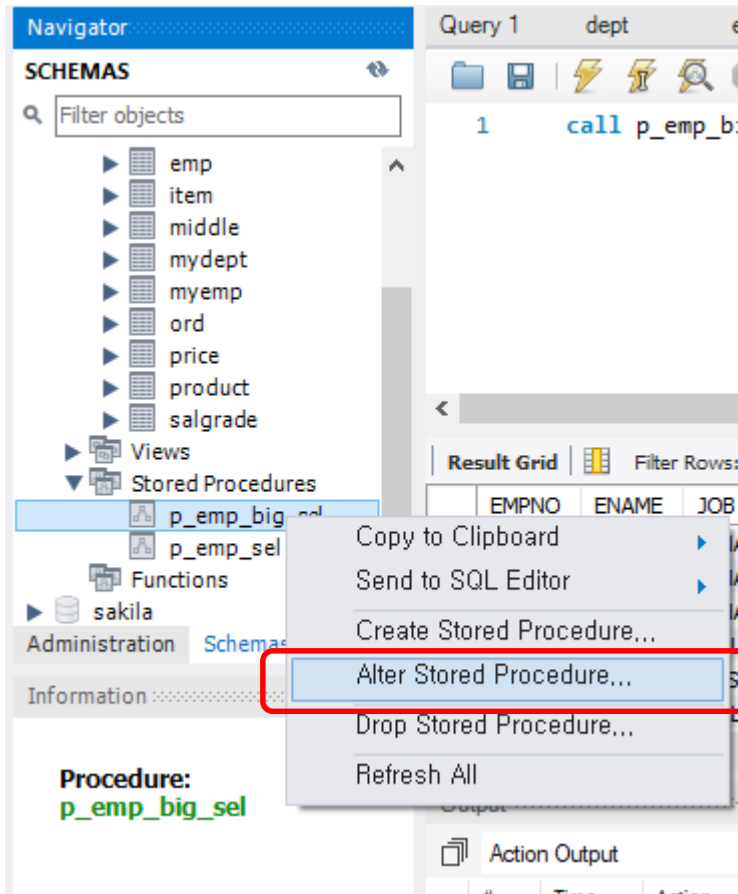 Navigator
SCHEMAS
Filter objects
emp
item
middle
mydept
myemp
ord
price
product
salgrade
Views
Stored Procedures
p_emp_big_sel
p_emp_sel
Functions
sakila
Administration Schemas
Information
Procedure:
p_emp_big_sel
Query 1 dept
1 call p_emp_bi
Result Grid Filter Rows:
EMPNO ENAME JOB
Copy to Clipboard
Send to SQL Editor
Create Stored Procedure...
Alter Stored Procedure...
Drop Stored Procedure...
Refresh All
Output
Action Output
# Time Action